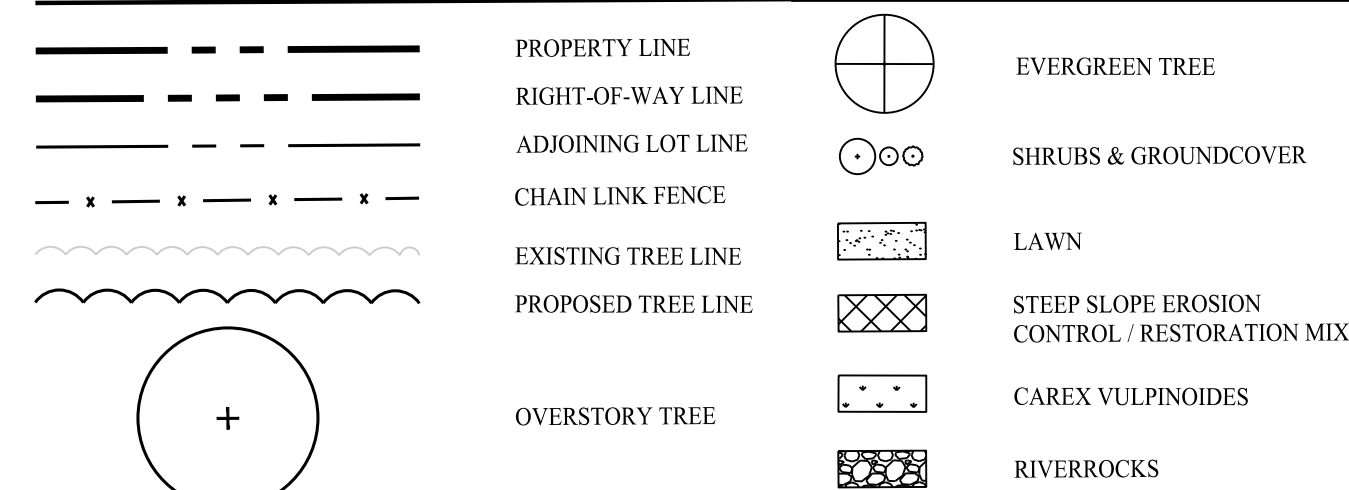 PROPERTY LINE
RIGHT-OF-WAY LINE
ADJOINING LOT LINE
CHAIN LINK FENCE
EXISTING TREE LINE
PROPOSED TREE LINE
OVERSTORY TREE
EVERGREEN TREE
SHRUBS & GROUNDCOVER
LAWN
STEEP SLOPE EROSION
CONTROL / RESTORATION MIX
CAREX VULPINOIDES
RIVERROCKS